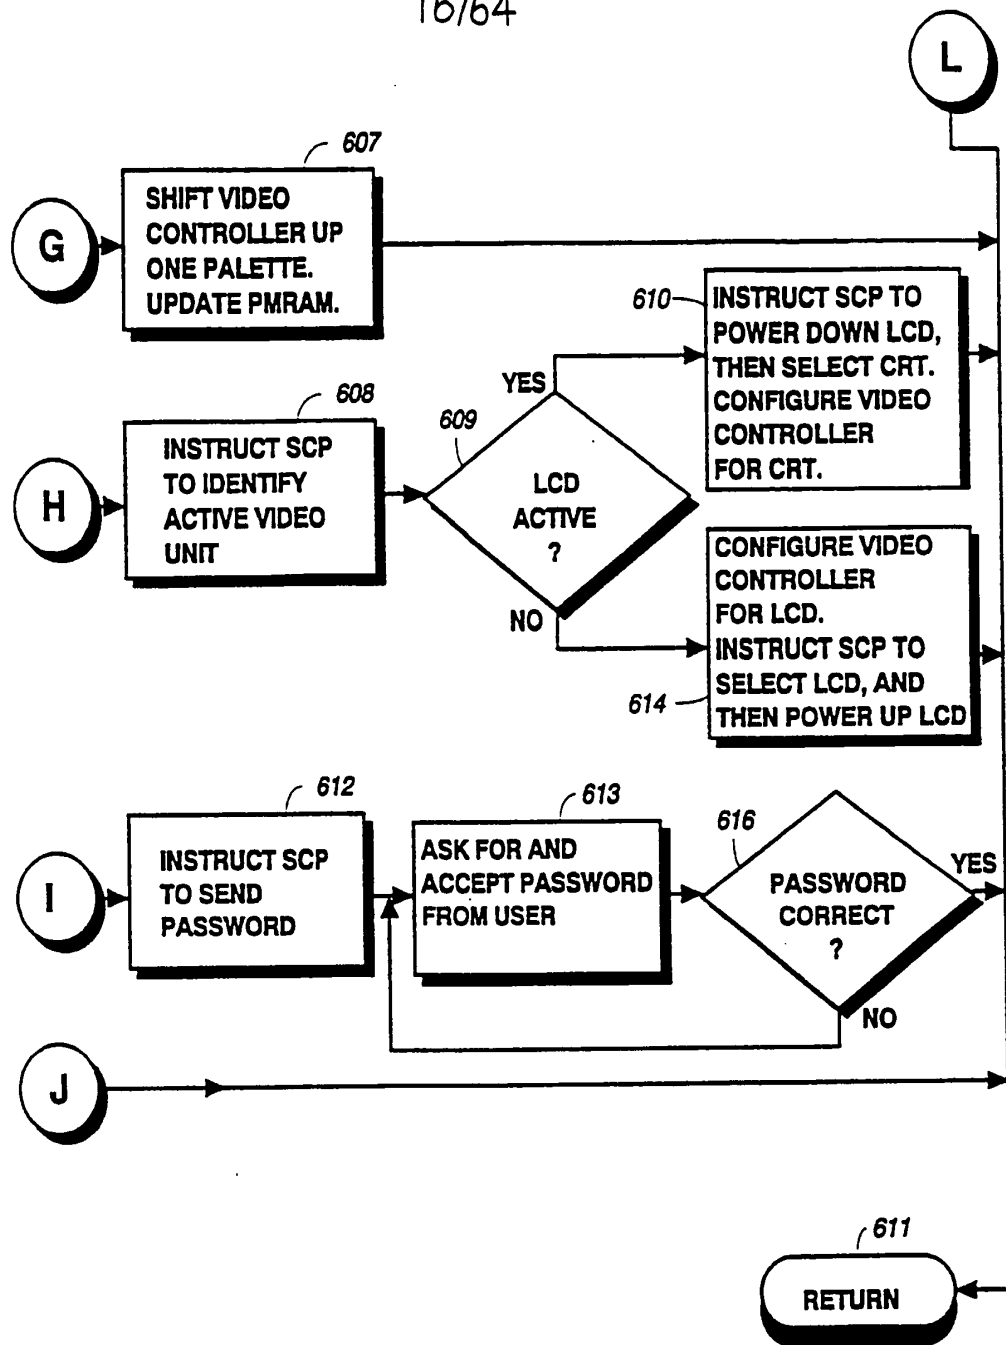 16/64
L
607
G
SHIFT VIDEO
CONTROLLER UP
ONE PALETTE.
UPDATE PMRAM.
608
H
INSTRUCT SCP
TO IDENTIFY
ACTIVE VIDEO
UNIT
609
LCD
ACTIVE
?
YES
NO
610
INSTRUCT SCP TO
POWER DOWN LCD,
THEN SELECT CRT.
CONFIGURE VIDEO
CONTROLLER
FOR CRT.
CONFIGURE VIDEO
CONTROLLER
FOR LCD.
INSTRUCT SCP TO
SELECT LCD, AND
THEN POWER UP LCD
614
612
I
INSTRUCT SCP
TO SEND
PASSWORD
613
ASK FOR AND
ACCEPT PASSWORD
FROM USER
616
PASSWORD
CORRECT
?
YES
NO
J
611
RETURN